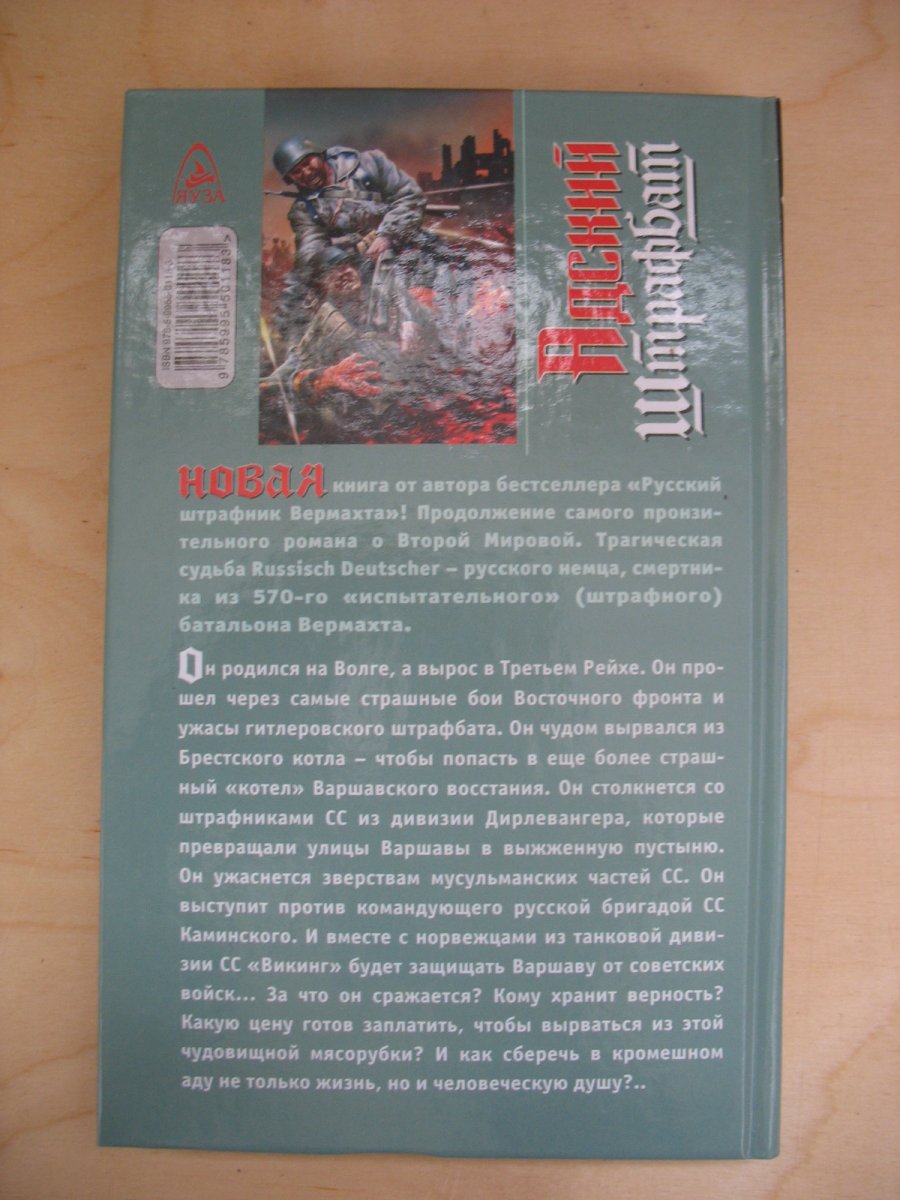 ЯУЗА
9785995501183>
Адский
Штрафбат
Новая книга от автора бестселлера «Русский
штрафник Вермахта»! Продолжение самого пронзи-
тельного романа о Второй Мировой. Трагическая
судьба Russisch Deutscher – русского немца, смертни-
ка из 570-го «испытательного» (штрафного)
батальона Вермахта.
Он родился на Волге, а вырос в Третьем Рейхе. Он про-
шел через самые страшные бои Восточного фронта и
ужасы гитлеровского штрафбата. Он чудом вырвался из
Брестского котла – чтобы попасть в еще более страш-
ный «котел» Варшавского восстания. Он столкнется со
штрафниками СС из дивизии Дирлевангера, которые
превращали улицы Варшавы в выжженную пустыню.
Он ужаснется зверствам мусульманских частей СС. Он
выступит против командующего русской бригадой СС
Каминского. И вместе с норвежцами из танковой диви-
зии СС «Викинг» будет защищать Варшаву от советских
войск... За что он сражается? Кому хранит верность?
Какую цену готов заплатить, чтобы вырваться из этой
чудовищной мясорубки? И как сберечь в кромешном
аду не только жизнь, но и человеческую душу?..